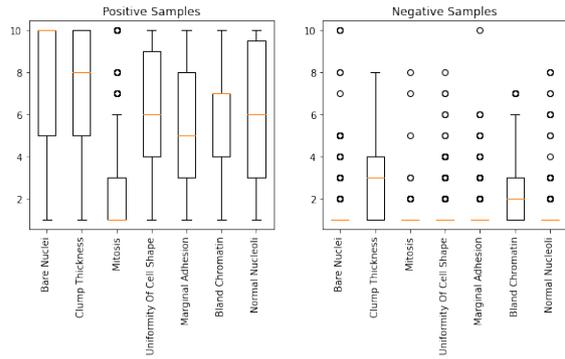 Positive Samples
10
8
6
4
2
Bare Nuclei
Clump Thickness
Mitosis
Uniformity Of Cell Shape
Marginal Adhesion
Bland Chromatin
Normal Nucleoli
Negative Samples
10
8
6
4
2
Bare Nuclei
Clump Thickness
Mitosis
Uniformity Of Cell Shape
Marginal Adhesion
Bland Chromatin
Normal Nucleoli